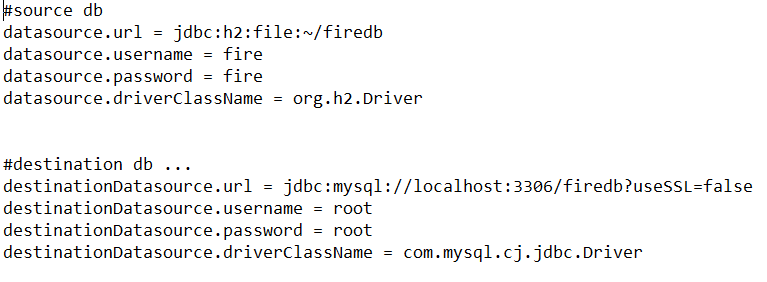 #source db
datasource.url = jdbc:h2:file:~/firedb
datasource.username = fire
datasource.password = fire
datasource.driverClassName = org.h2.Driver
#destination db ...
destinationDatasource.url = jdbc:mysql://localhost:3306/firedb?useSSL=false
destinationDatasource.username = root
destinationDatasource.password = root
destinationDatasource.driverClassName = com.mysql.cj.jdbc.Driver